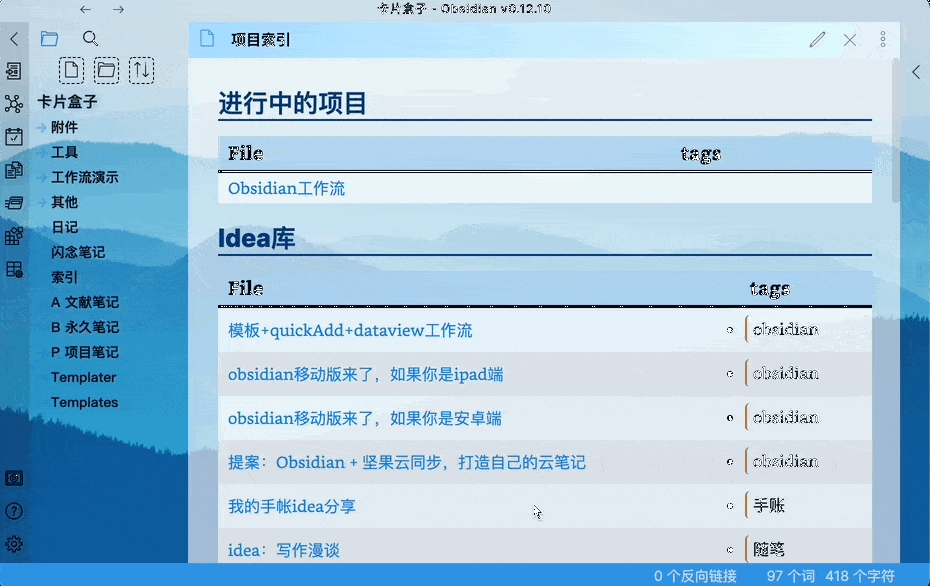 卡片盒子 - Obsidian v0.12.10
项目索引
卡片盒子
附件
工具
工作流演示
其他
日记
闪念笔记
索引
A 文献笔记
B 永久笔记
P 项目笔记
Templater
Templates
进行中的项目
File tags
Obsidian工作流
Idea库
File tags
模板+quickAdd+dataview工作流 obsidian
obsidian移动版来了，如果你是ipad端 obsidian
obsidian移动版来了，如果你是安卓端 obsidian
提案：Obsidian + 坚果云同步，打造自己的云笔记 obsidian
我的手帐idea分享 手账
idea：写作漫谈 随笔
0 个反向链接 97 个词 418 个字符